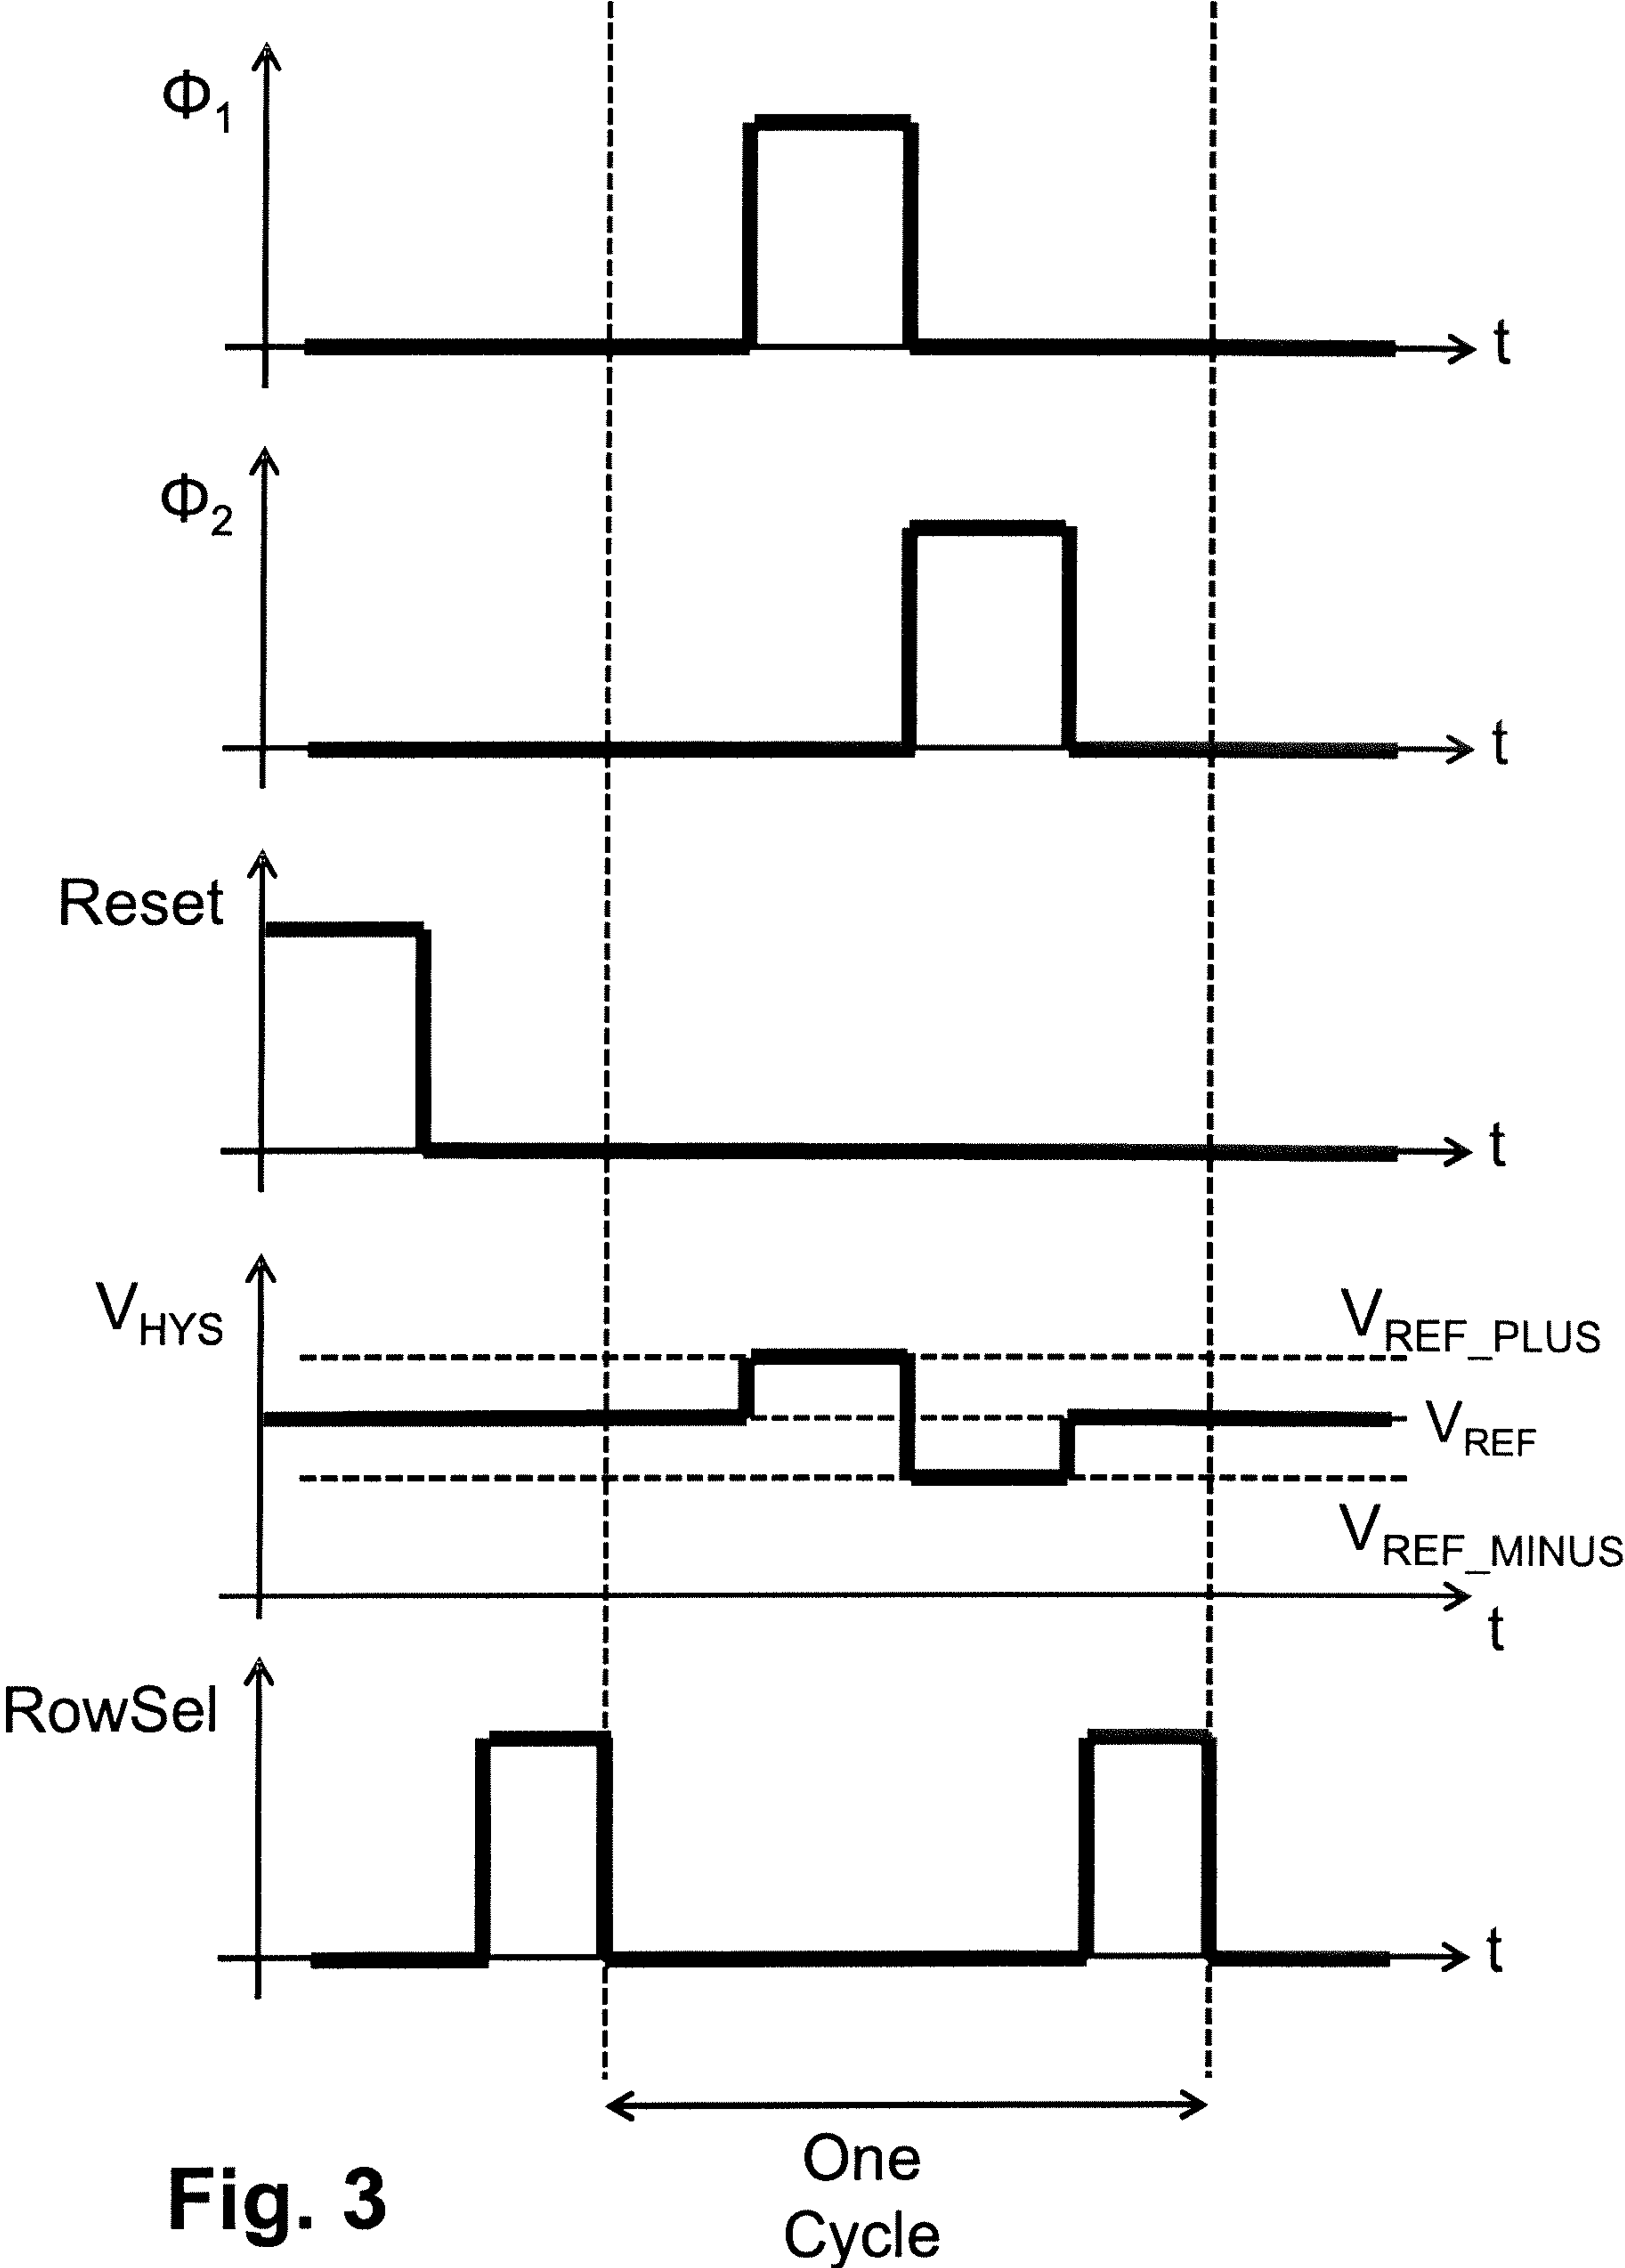 Φ1
t
Φ2
t
Reset
t
VHYS
VREF_PLUS
VREF
VREF_MINUS
t
RowSel
t
One
Cycle
Fig. 3